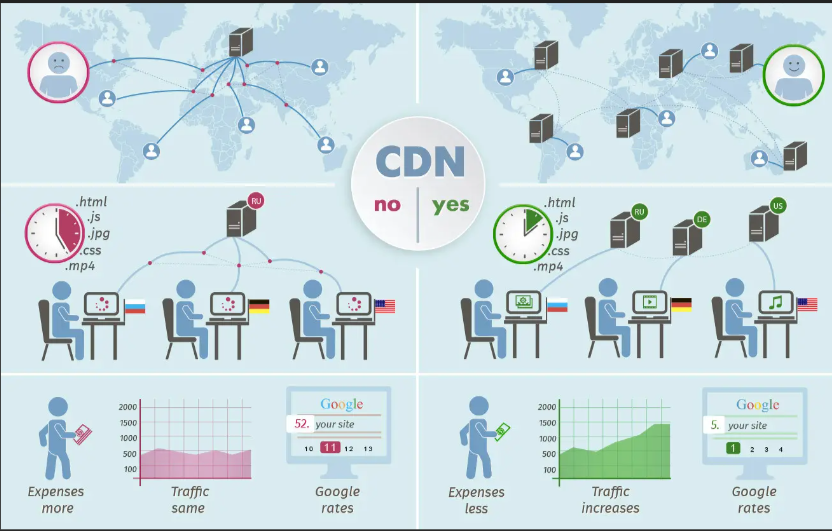 CDN
no
yes
.html
.js
.jpg
.css
.mp4
RU
.html
.js
.jpg
.css
.mp4
RU
DE
US
2000
1500
1000
500
100
Google
52. your site
10 11 12 13
Expenses
more
Traffic
same
Google
rates
2000
1500
1000
500
100
Google
5. your site
1 2 3 4
Expenses
less
Traffic
increases
Google
rates